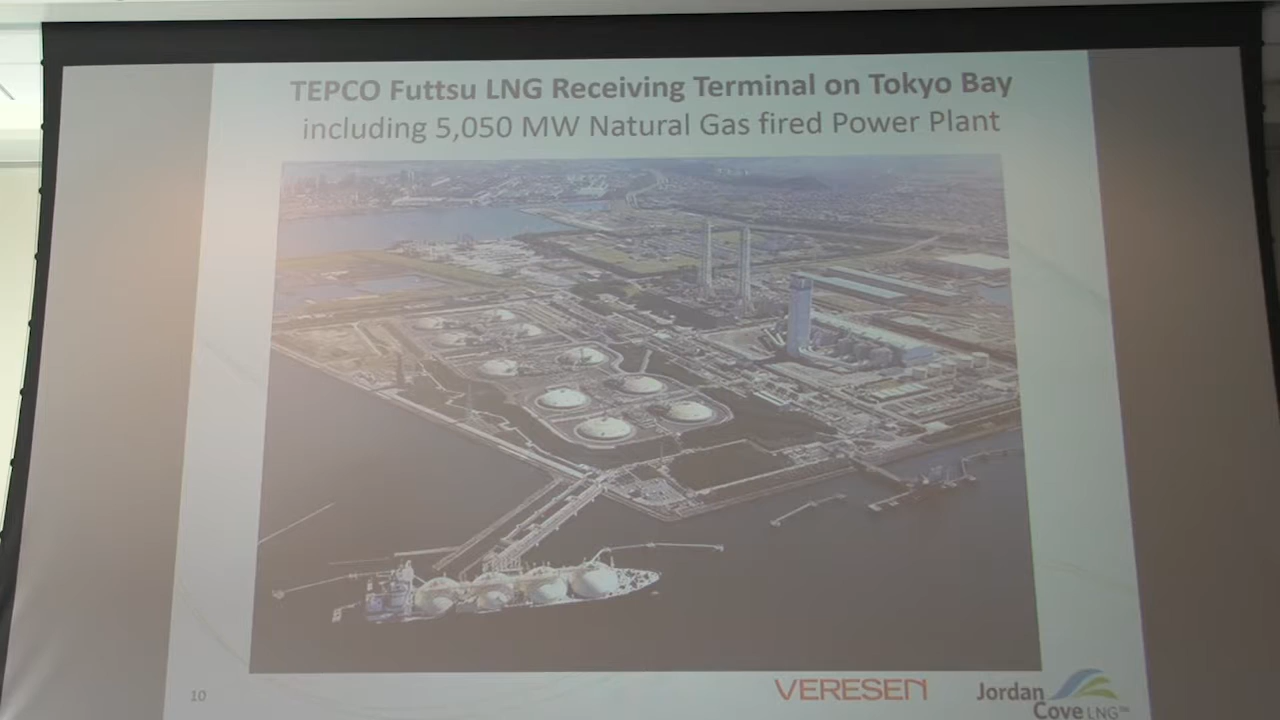 TEPCO Futtsu LNG Receiving Terminal on Tokyo Bay
including 5,050 MW Natural Gas fired Power Plant
10
VERESEN
Jordan
Cove LNG™